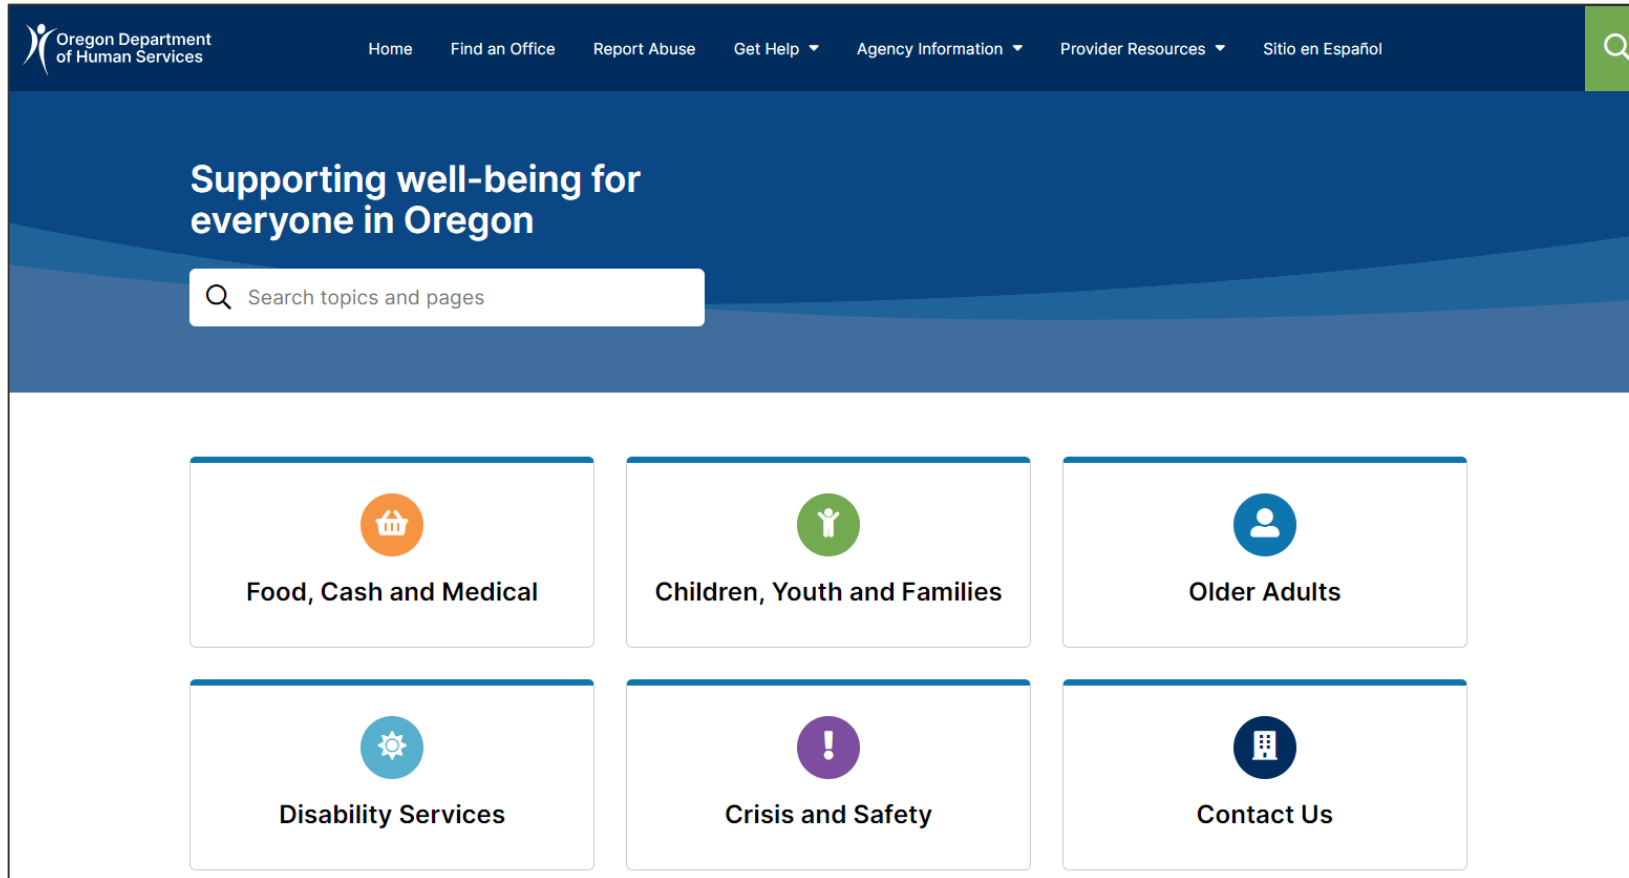 Oregon Department
of Human Services
Home
Find an Office
Report Abuse
Get Help
Agency Information
Provider Resources
Sitio en Español
Supporting well-being for
everyone in Oregon
Search topics and pages
Food, Cash and Medical
Children, Youth and Families
Older Adults
Disability Services
Crisis and Safety
Contact Us